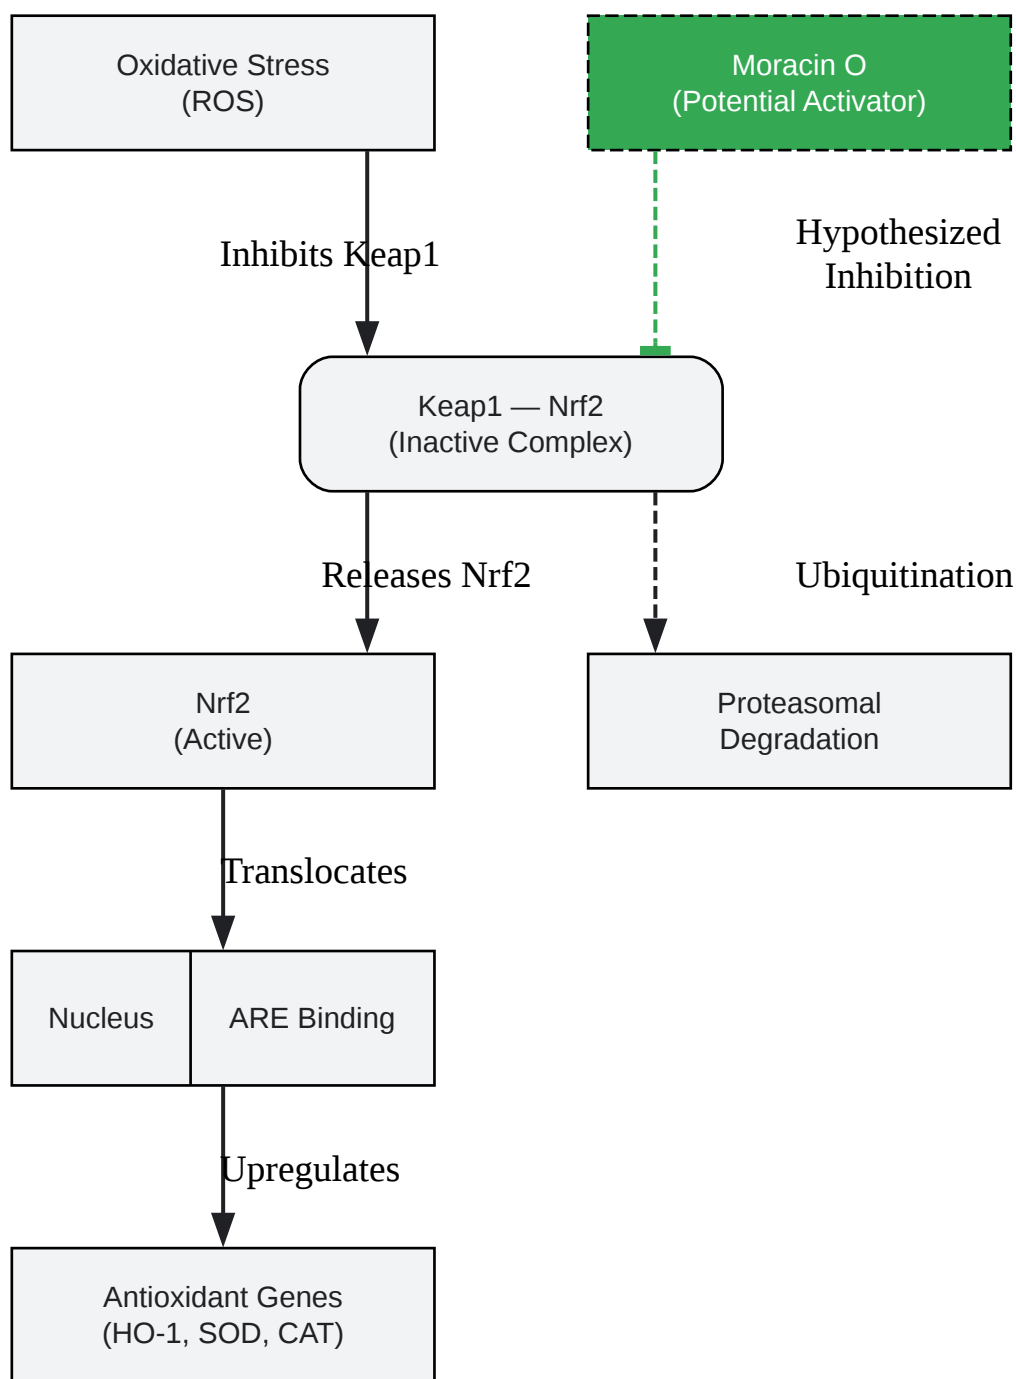 Oxidative Stress
(ROS)
Moracin O
(Potential Activator)
Inhibits Keap1
Hypothesized
Inhibition
Keap1 — Nrf2
(Inactive Complex)
Releases Nrf2
Ubiquitination
Nrf2
(Active)
Proteasomal
Degradation
Translocates
Nucleus
ARE Binding
Upregulates
Antioxidant Genes
(HO-1, SOD, CAT)